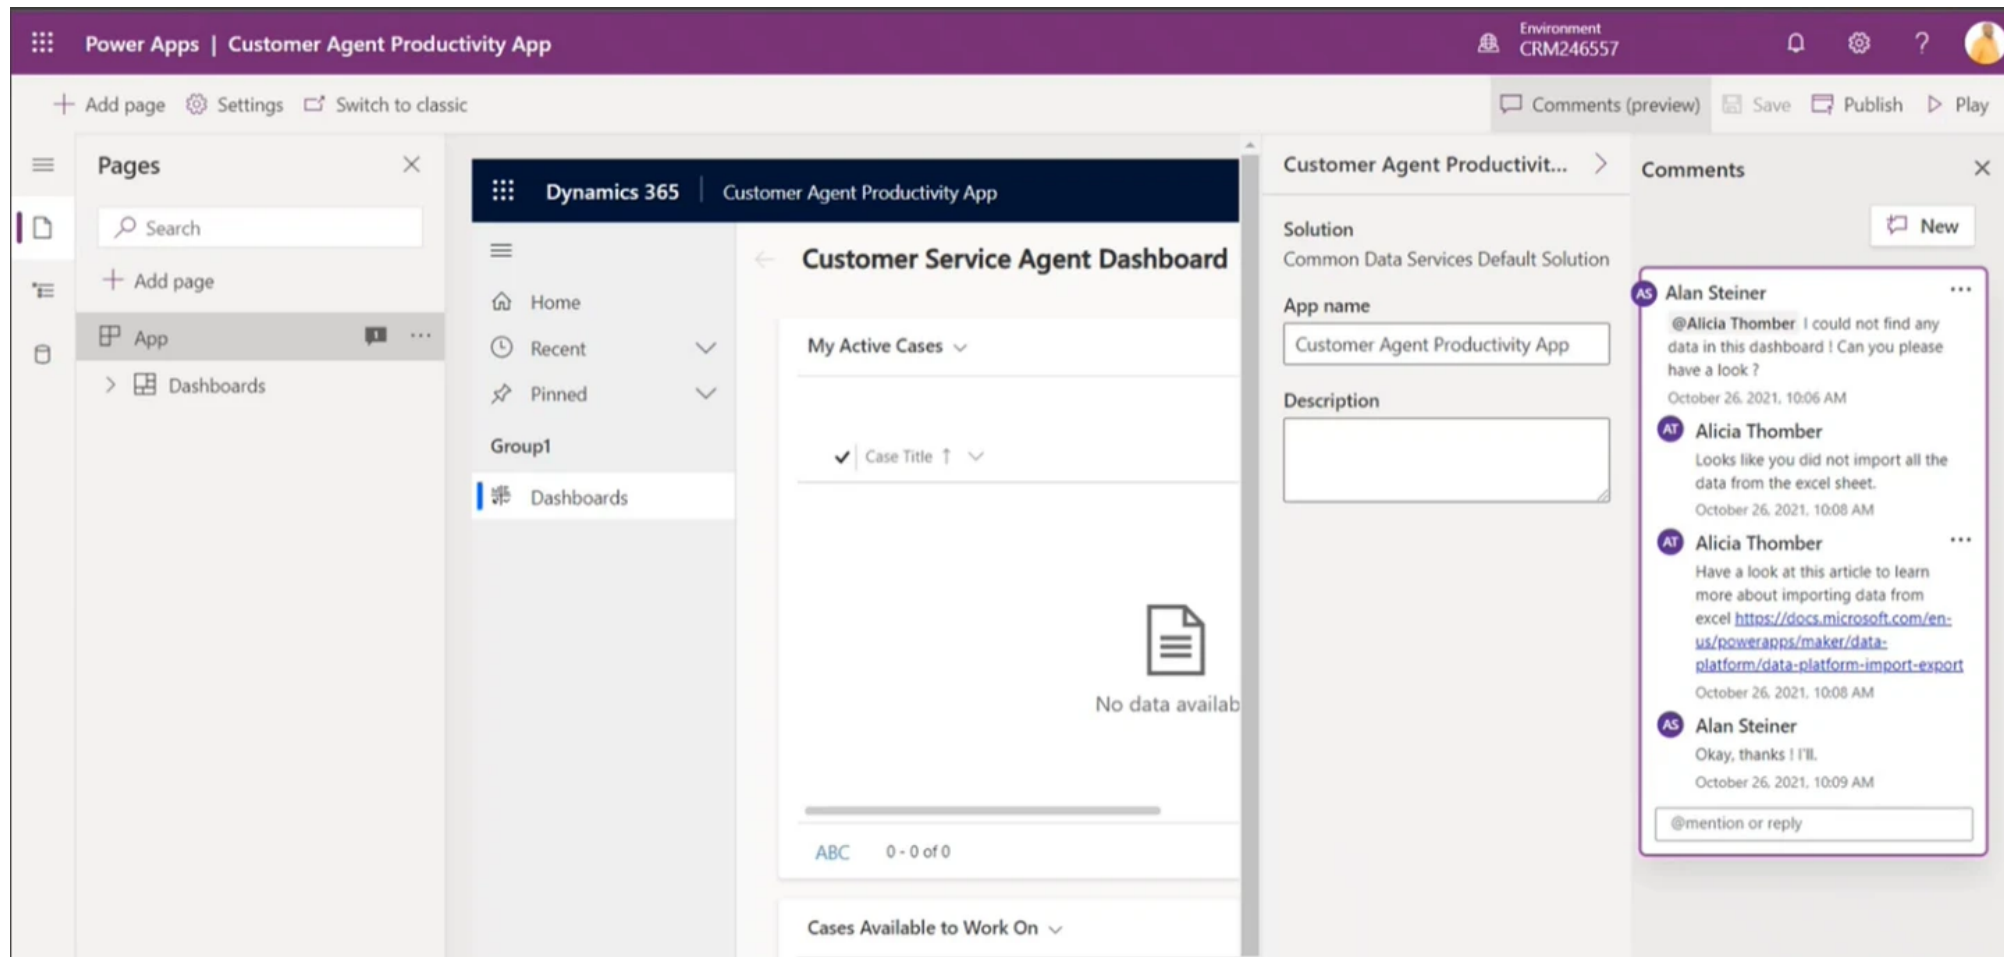 Power Apps | Customer Agent Productivity App
Environment
CRM246557
?
Add page
Settings
Switch to classic
Comments (preview)
Save
Publish
Play
Pages
Search
Add page
App
Dashboards
Dynamics 365
Customer Agent Productivity App
Home
Recent
Pinned
Group1
Dashboards
Customer Service Agent Dashboard
My Active Cases
Case Title
No data availab
ABC
0 - 0 of 0
Cases Available to Work On
Customer Agent Productivit...
Solution
Common Data Services Default Solution
App name
Customer Agent Productivity App
Description
Comments
New
AS
Alan Steiner
@Alicia Thomber I could not find any
data in this dashboard ! Can you please
have a look ?
October 26, 2021, 10:06 AM
AT
Alicia Thomber
Looks like you did not import all the
data from the excel sheet.
October 26, 2021, 10:08 AM
AT
Alicia Thomber
Have a look at this article to learn
more about importing data from
excel https://docs.microsoft.com/en-
us/powerapps/maker/data-
platform/data-platform-import-export
October 26, 2021, 10:08 AM
AS
Alan Steiner
Okay, thanks ! I'll.
October 26, 2021, 10:09 AM
@mention or reply